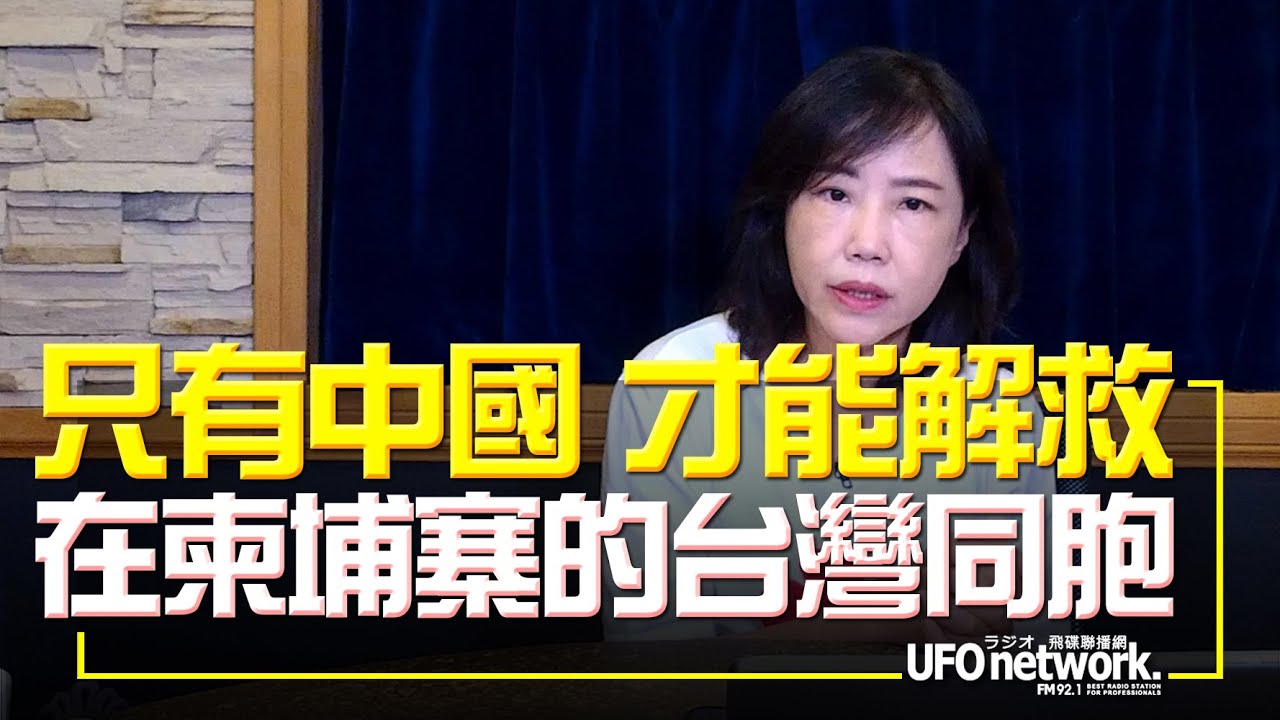 只有中國 才能解救
在柬埔寨的台灣同胞
ラジオ 飛碟聯播網
UFO network.
FM92.1 BEST RADIO STATION
FOR PROFESSIONALS